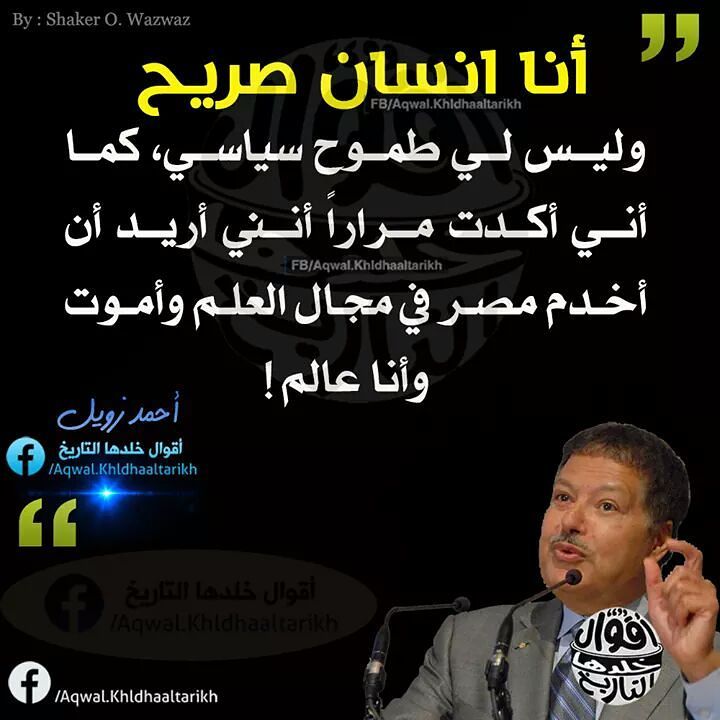 By : Shaker O. Wazwaz
أنا انسان صريح
FB/Aqwal.Khldhaaltarikh
وليس لي طموح سياسي، كما
أني أكدت مراراً أنني أريد أن
FB/Aqwal.Khldhaaltarikh
أخدم مصر في مجال العلم وأموت
وأنا عالم !
أحمد زويل
أقوال خلدها التاريخ
/Aqwal.Khldhaaltarikh
أقوال خلدها التاريخ
/Aqwal.Khldhaaltarikh
أقوال
خلدها
التاريخ
/Aqwal.Khldhaaltarikh